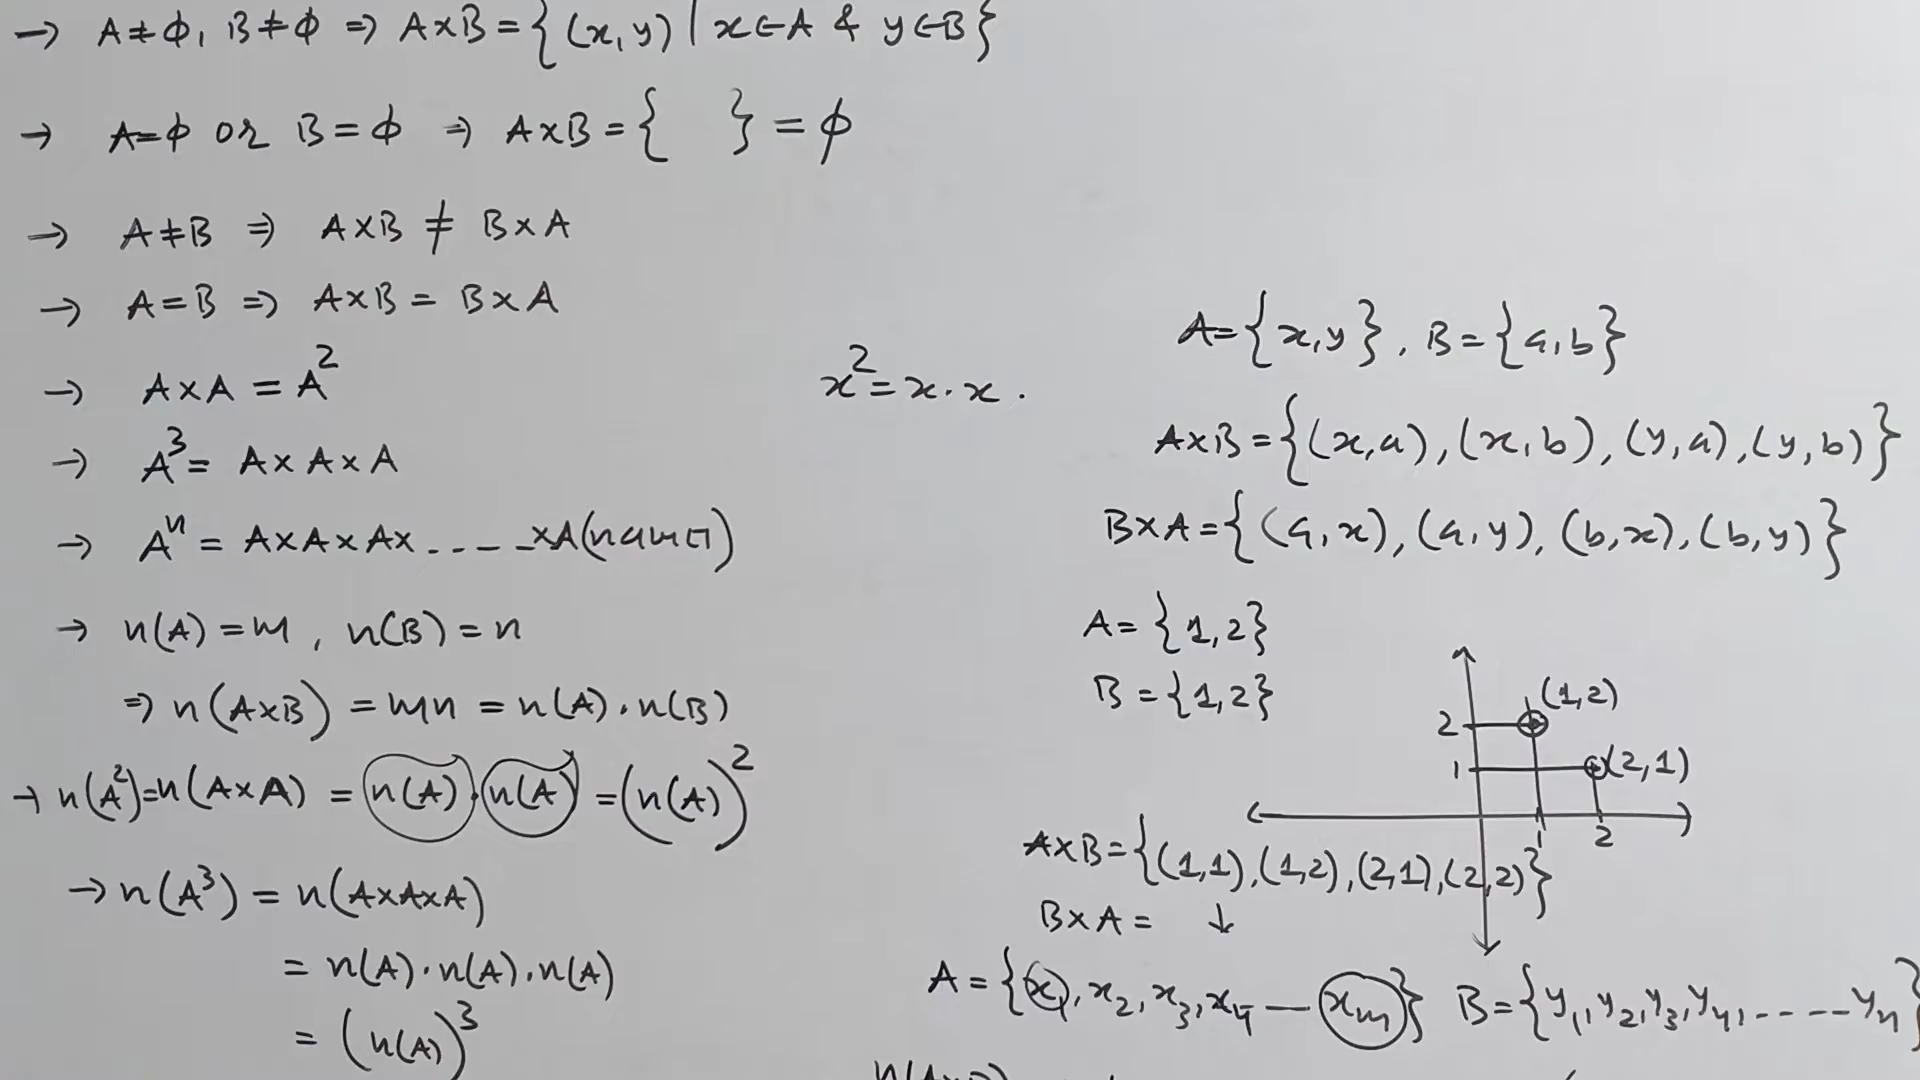 → A≠ϕ, B≠ϕ ⇒ A×B = {(x,y) | x∈A & y∈B}
→ A=ϕ or B=ϕ ⇒ A×B = { } = ϕ
→ A≠B ⇒ A×B ≠ B×A
→ A=B ⇒ A×B = B×A
→ A×A = A²
x² = x·x.
→ A³ = A×A×A
→ Aⁿ = A×A×A×----×A(n વખત)
→ n(A) = m, n(B) = n
⇒ n(A×B) = mn = n(A)·n(B)
→ n(A²) = n(A×A) = n(A)·n(A) = (n(A))²
→ n(A³) = n(A×A×A)
= n(A)·n(A)·n(A)
= (n(A))³
A = {x,y}, B = {a,b}
A×B = {(x,a), (x,b), (y,a), (y,b)}
B×A = {(a,x), (a,y), (b,x), (b,y)}
A = {1,2}
B = {1,2}
(1,2)
2
1 (2,1)
1 2
A×B = {(1,1), (1,2), (2,1), (2,2)}
B×A = ↓
A = {x₁, x₂, x₃, x₄ — xₘ} B = {y₁, y₂, y₃, y₄, ----- yₙ}